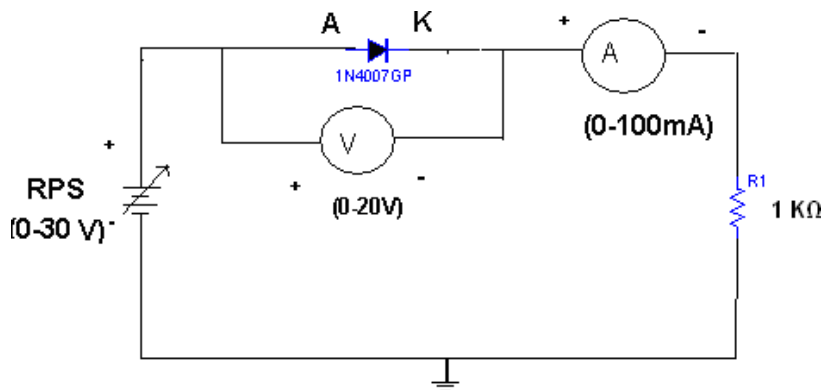 A K
+ -
1N4007GP
A
(0-100mA)
V
+ -
(0-20V)
+
RPS
(0-30 V)-
R1
1 KΩ